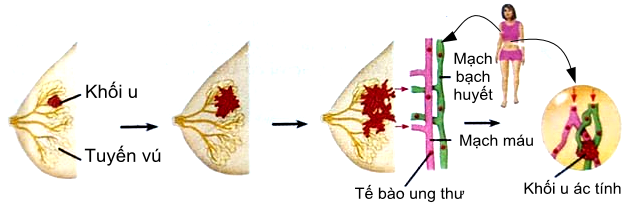 Khối u
Tuyến vú
Mạch
bạch
huyết
Mạch máu
Tế bào ung thư
Khối u ác tính